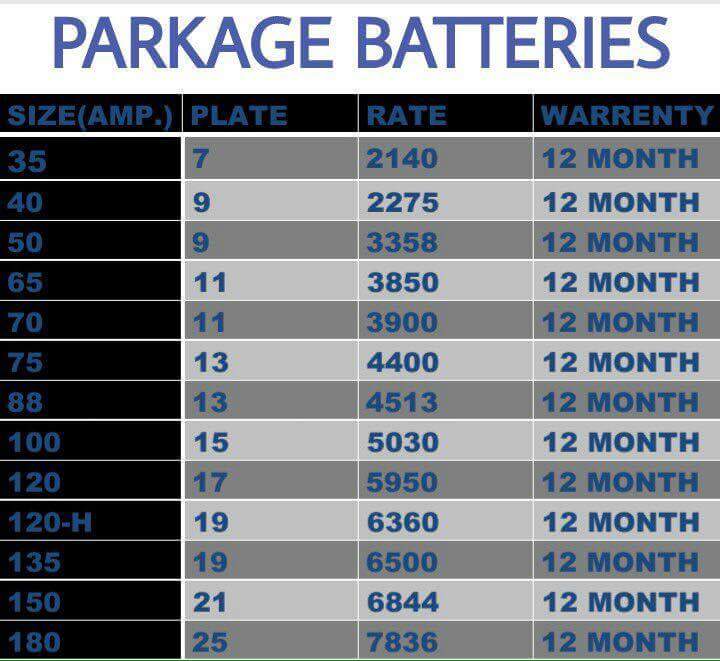 PARKAGE BATTERIES
SIZE(AMP.) PLATE RATE WARRENTY
35 7 2140 12 MONTH
40 9 2275 12 MONTH
50 9 3358 12 MONTH
65 11 3850 12 MONTH
70 11 3900 12 MONTH
75 13 4400 12 MONTH
88 13 4513 12 MONTH
100 15 5030 12 MONTH
120 17 5950 12 MONTH
120-H 19 6360 12 MONTH
135 19 6500 12 MONTH
150 21 6844 12 MONTH
180 25 7836 12 MONTH